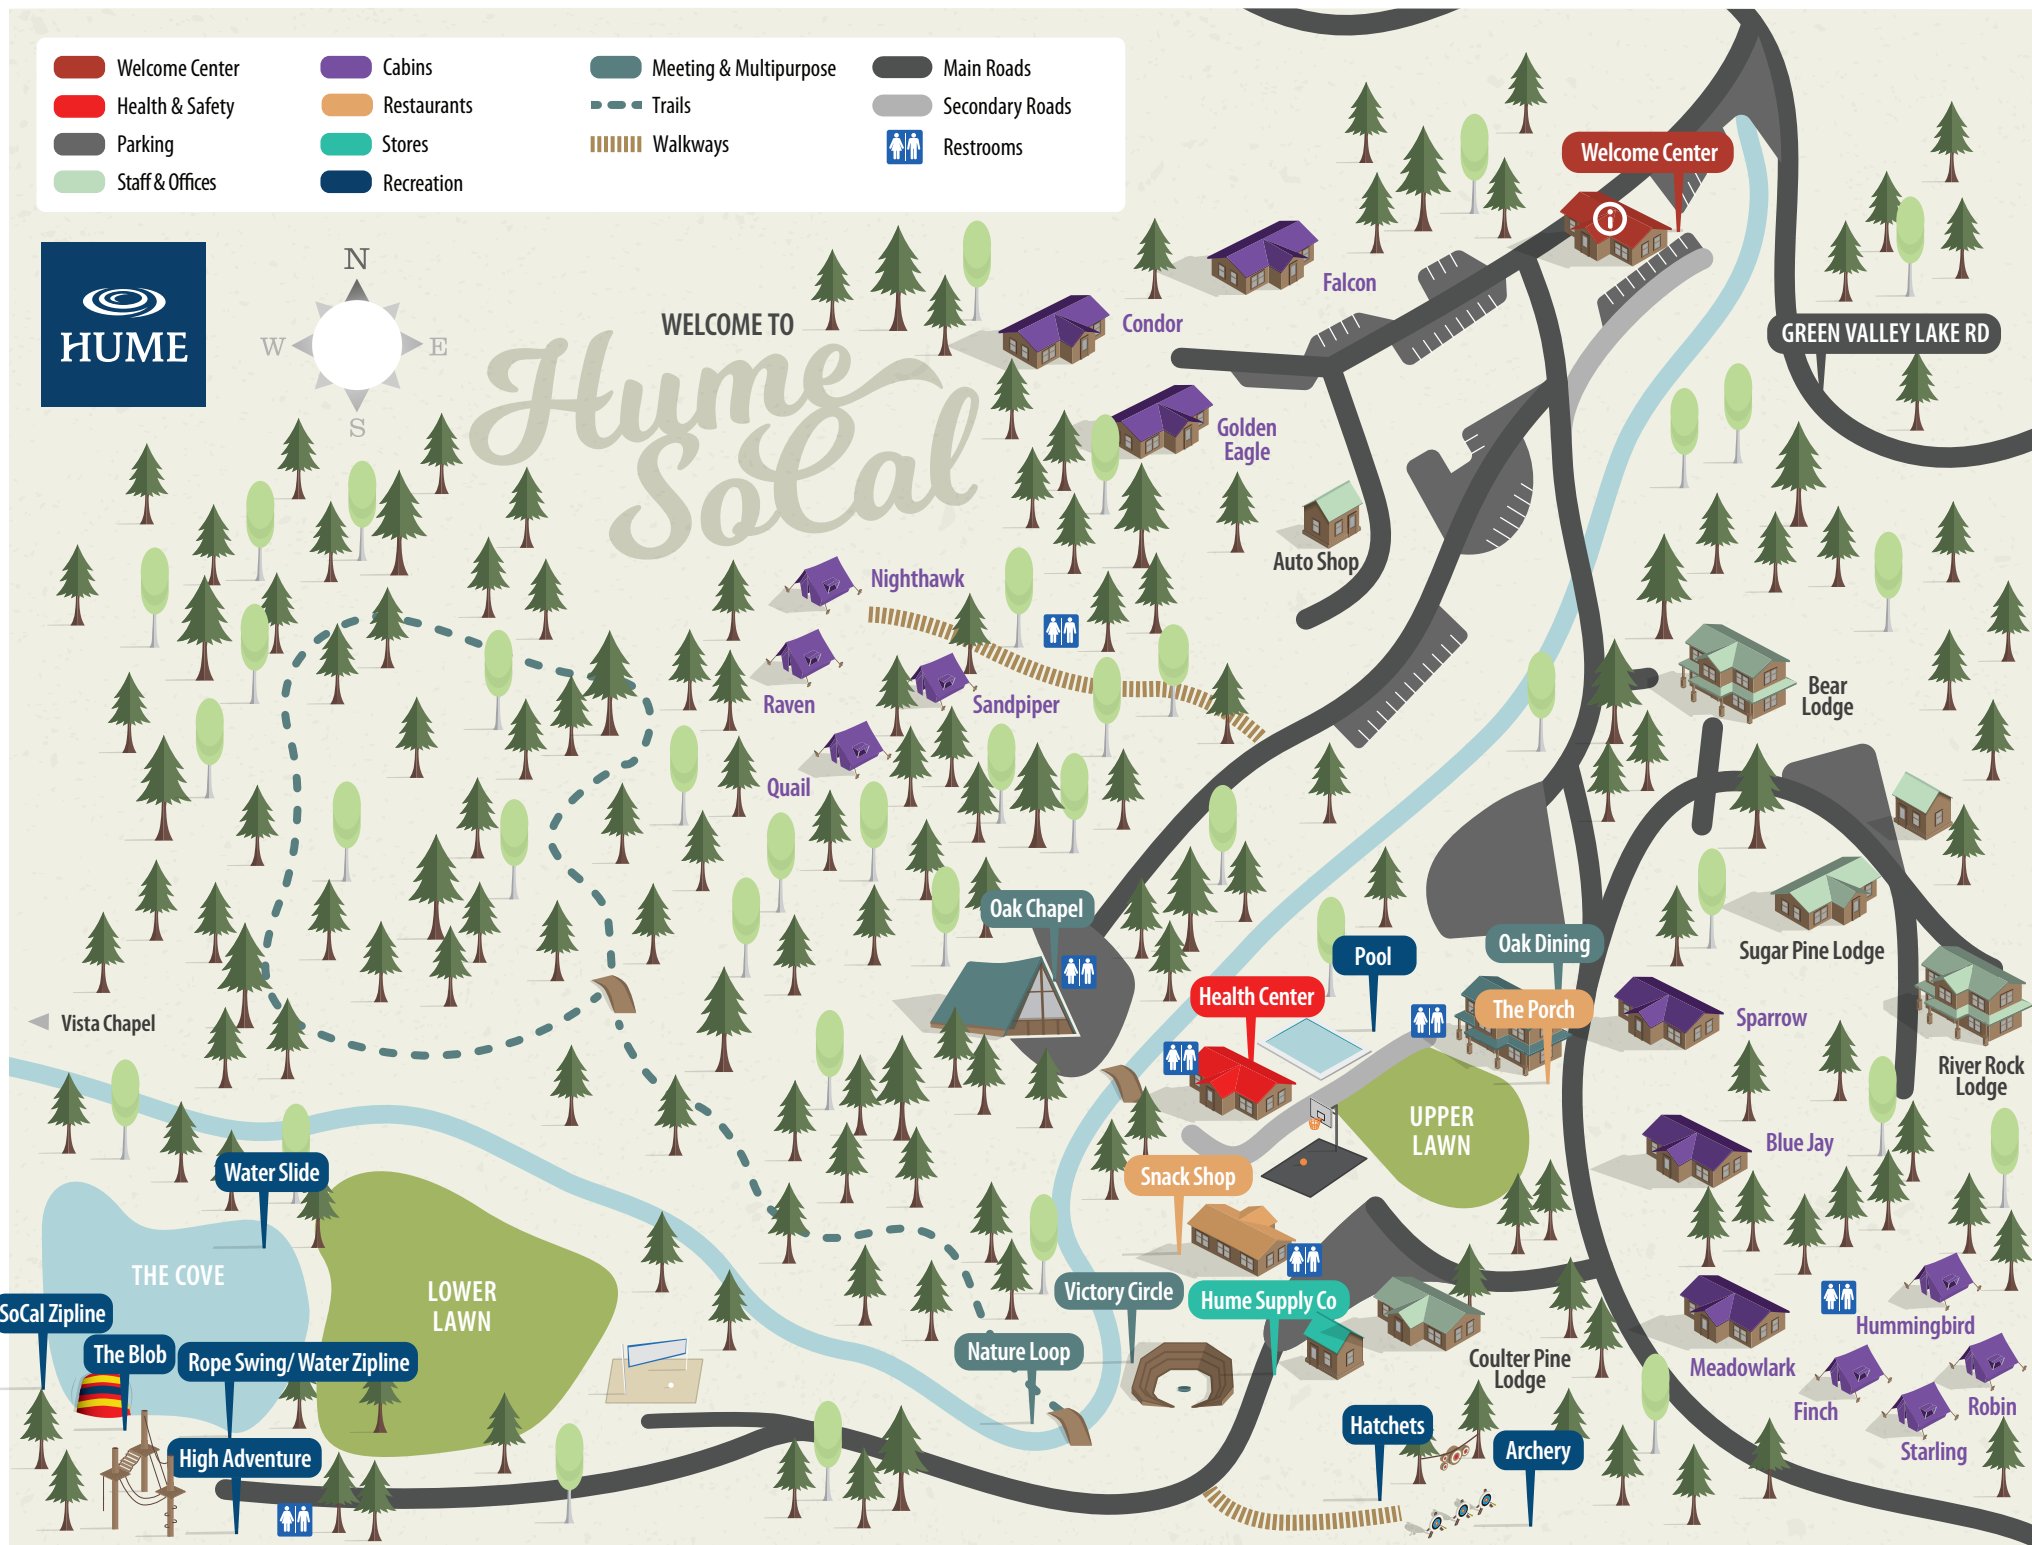 Welcome Center
Health & Safety
Parking
Staff & Offices
Cabins
Restaurants
Stores
Recreation
Meeting & Multipurpose
Trails
Walkways
Main Roads
Secondary Roads
Restrooms
HUME
N
W
E
S
WELCOME TO
Hume
SoCal
Welcome Center
GREEN VALLEY LAKE RD
Falcon
Condor
Golden
Eagle
Auto Shop
Nighthawk
Raven
Sandpiper
Quail
Bear
Lodge
Oak Chapel
Sugar Pine Lodge
Oak Dining
Pool
Health Center
The Porch
Sparrow
Vista Chapel
River Rock
Lodge
UPPER
LAWN
Blue Jay
Snack Shop
Water Slide
THE COVE
LOWER
LAWN
Victory Circle
Hume Supply Co
SoCal Zipline
The Blob
Rope Swing/ Water Zipline
Nature Loop
Coulter Pine
Lodge
Hummingbird
Meadowlark
Finch
Robin
Starling
Hatchets
Archery
High Adventure